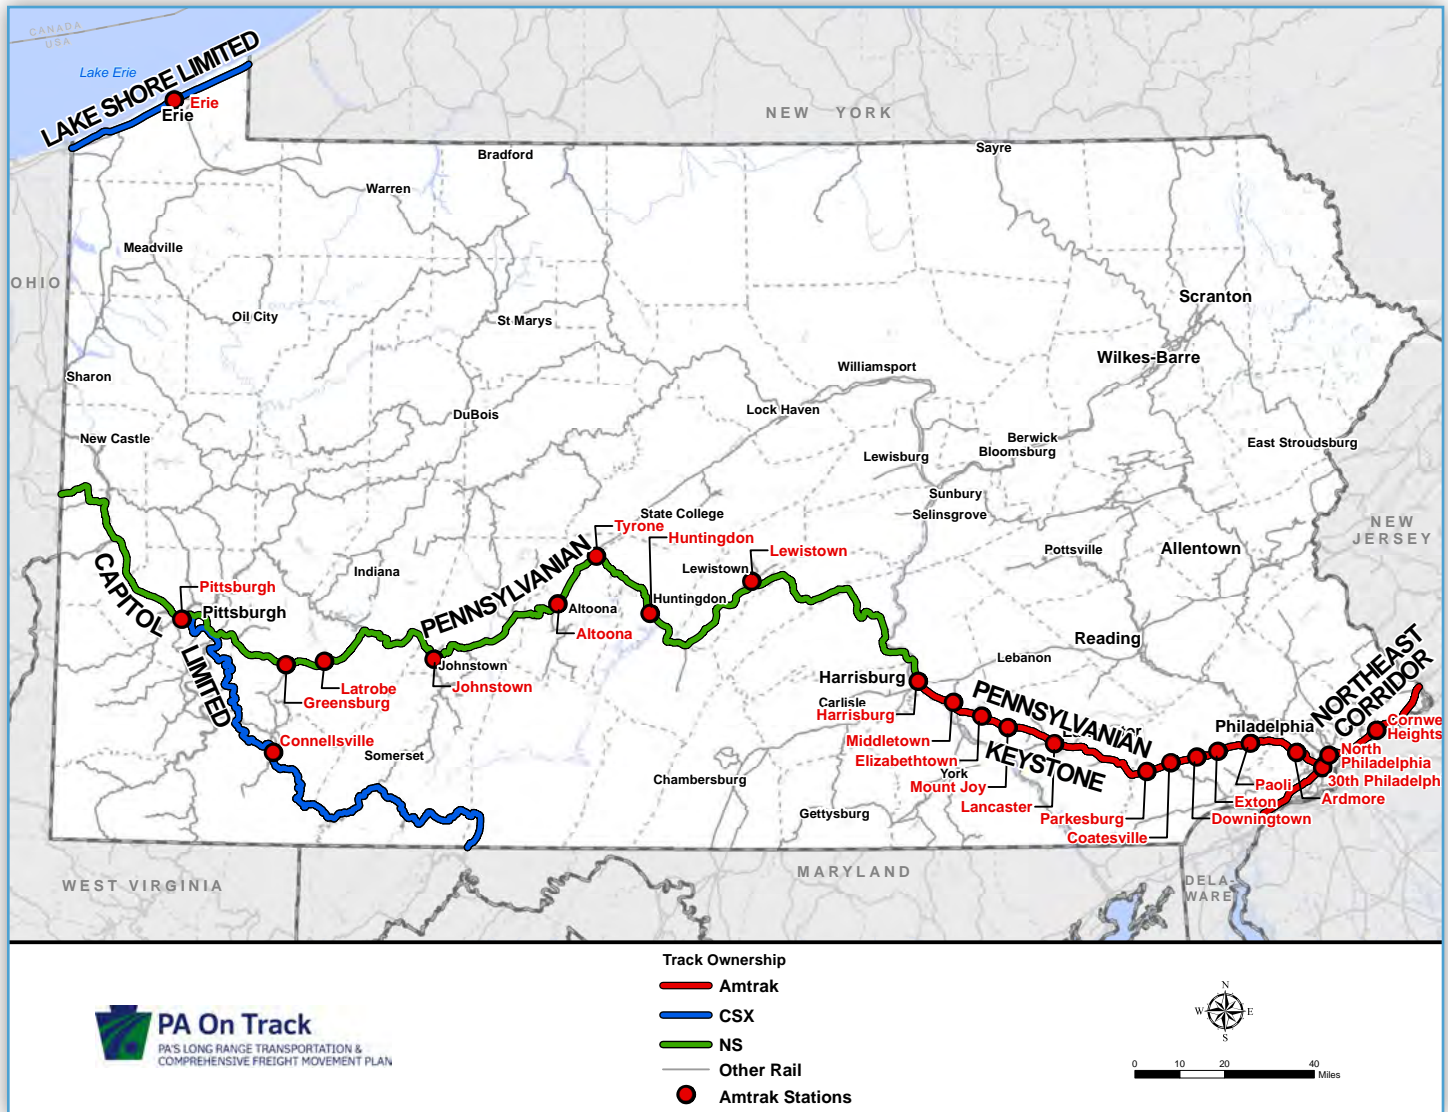 CANADA
USA
Lake Erie
LAKE SHORE LIMITED
Erie
Erie
NEW YORK
Bradford
Sayre
Warren
Meadville
OHIO
Scranton
Oil City
St Marys
Wilkes-Barre
Williamsport
Sharon
Lock Haven
DuBois
New Castle
Berwick
East Stroudsburg
Bloomsburg
Lewisburg
Sunbury
State College
Selinsgrove
Tyrone
NEW
JERSEY
Huntingdon
Lewistown
Pottsville
Allentown
Lewistown
Indiana
CAPITOL
LIMITED
PENNSYLVANIAN
Pittsburgh
Pittsburgh
Huntingdon
Altoona
Altoona
Reading
Lebanon
Johnstown
Johnstown
Latrobe
Greensburg
Harrisburg
Carlisle
Harrisburg
PENNSYLVANIAN
KEYSTONE
NORTHEAST
CORRIDOR
Philadelphia
Cornwe
Heights
Middletown
Connellsville
Somerset
Elizabethtown
North
Philadelphia
York
Chambersburg
Mount Joy
30th Philadelph
Paoli
Ardmore
Exton
Lancaster
Gettysburg
Parkesburg
Downingtown
Coatesville
WEST VIRGINIA
MARYLAND
DELA-
WARE
Track Ownership
Amtrak
CSX
NS
Other Rail
Amtrak Stations
PA On Track
PA'S LONG RANGE TRANSPORTATION &
COMPREHENSIVE FREIGHT MOVEMENT PLAN
N
W E
S
0 10 20 40
Miles